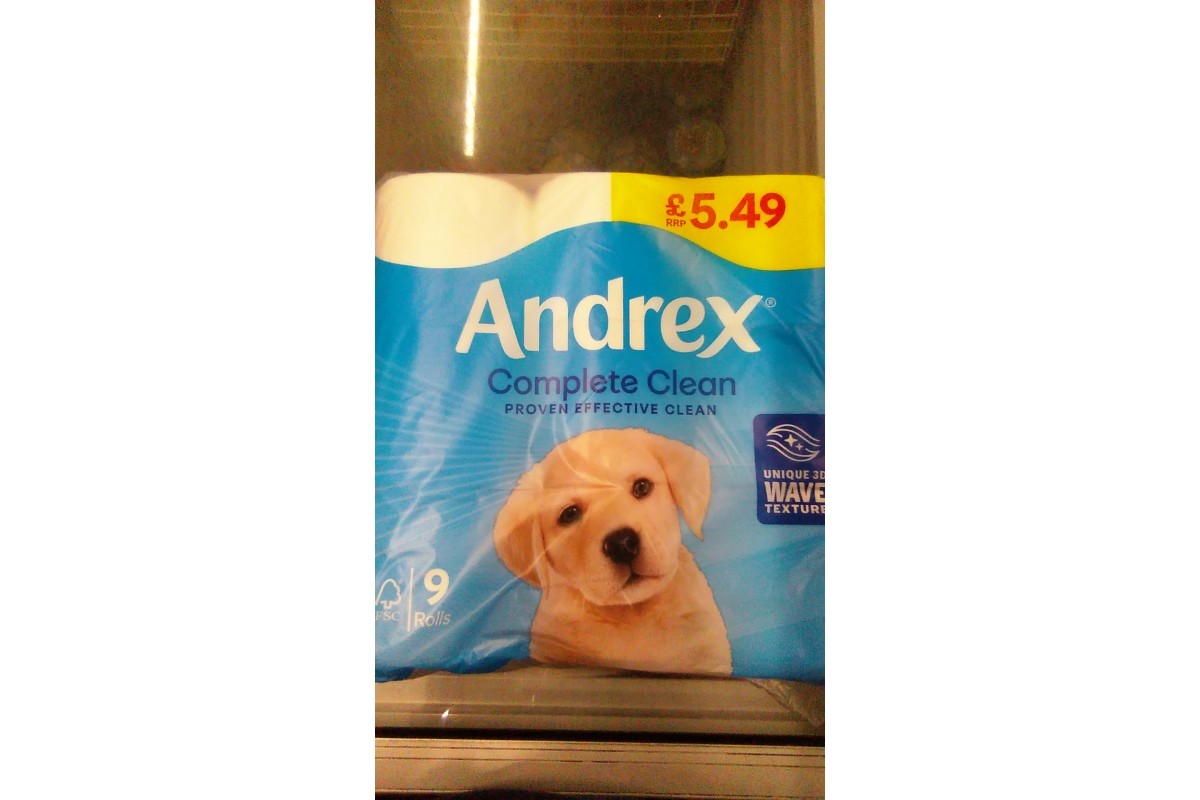 £5.49
RRP
Andrex®
Complete Clean
PROVEN EFFECTIVE CLEAN
UNIQUE 3D
WAVE
TEXTURE
9
Rolls
FSC